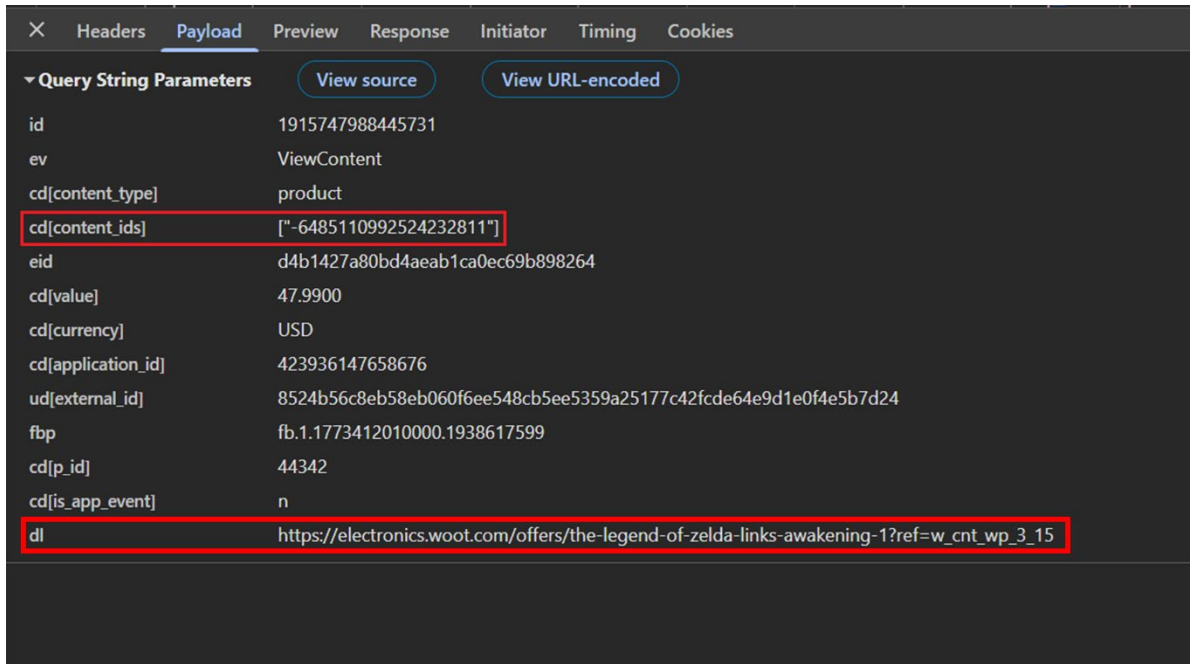 Headers Payload Preview Response Initiator Timing Cookies
Query String Parameters View source View URL-encoded
id 1915747988445731
ev ViewContent
cd[content_type] product
cd[content_ids] ["-6485110992524232811"]
eid d4b1427a80bd4aeab1ca0ec69b898264
cd[value] 47.9900
cd[currency] USD
cd[application_id] 423936147658676
ud[external_id] 8524b56c8eb58eb060f6ee548cb5ee5359a25177c42fcde64e9d1e0f4e5b7d24
fbp fb.1.1773412010000.1938617599
cd[p_id] 44342
cd[is_app_event] n
dl https://electronics.woot.com/offers/the-legend-of-zelda-links-awakening-1?ref=w_cnt_wp_3_15